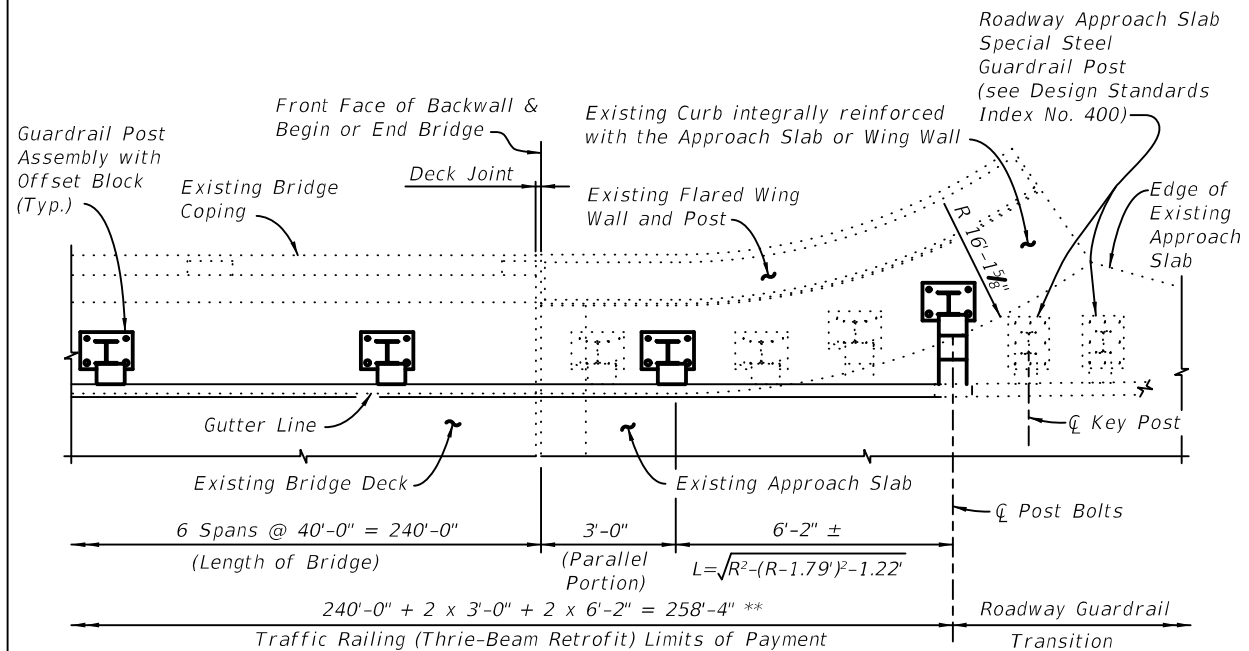 Roadway Approach Slab
Special Steel
Guardrail Post
(see Design Standards
Index No. 400)
Front Face of Backwall &
Begin or End Bridge
Existing Curb integrally reinforced
with the Approach Slab or Wing Wall
Guardrail Post
Assembly with
Offset Block
(Typ.)
Existing Bridge
Coping
Deck Joint
Existing Flared Wing
Wall and Post
R 16'-1⅝"
Edge of
Existing
Approach
Slab
Gutter Line
℄ Key Post
Existing Bridge Deck
Existing Approach Slab
℄ Post Bolts
6 Spans @ 40'-0" = 240'-0"
(Length of Bridge)
3'-0"
(Parallel
Portion)
6'-2" ±
L=√R²-(R-1.79')²-1.22'
240'-0" + 2 x 3'-0" + 2 x 6'-2" = 258'-4" **
Traffic Railing (Thrie-Beam Retrofit) Limits of Payment
Roadway Guardrail
Transition